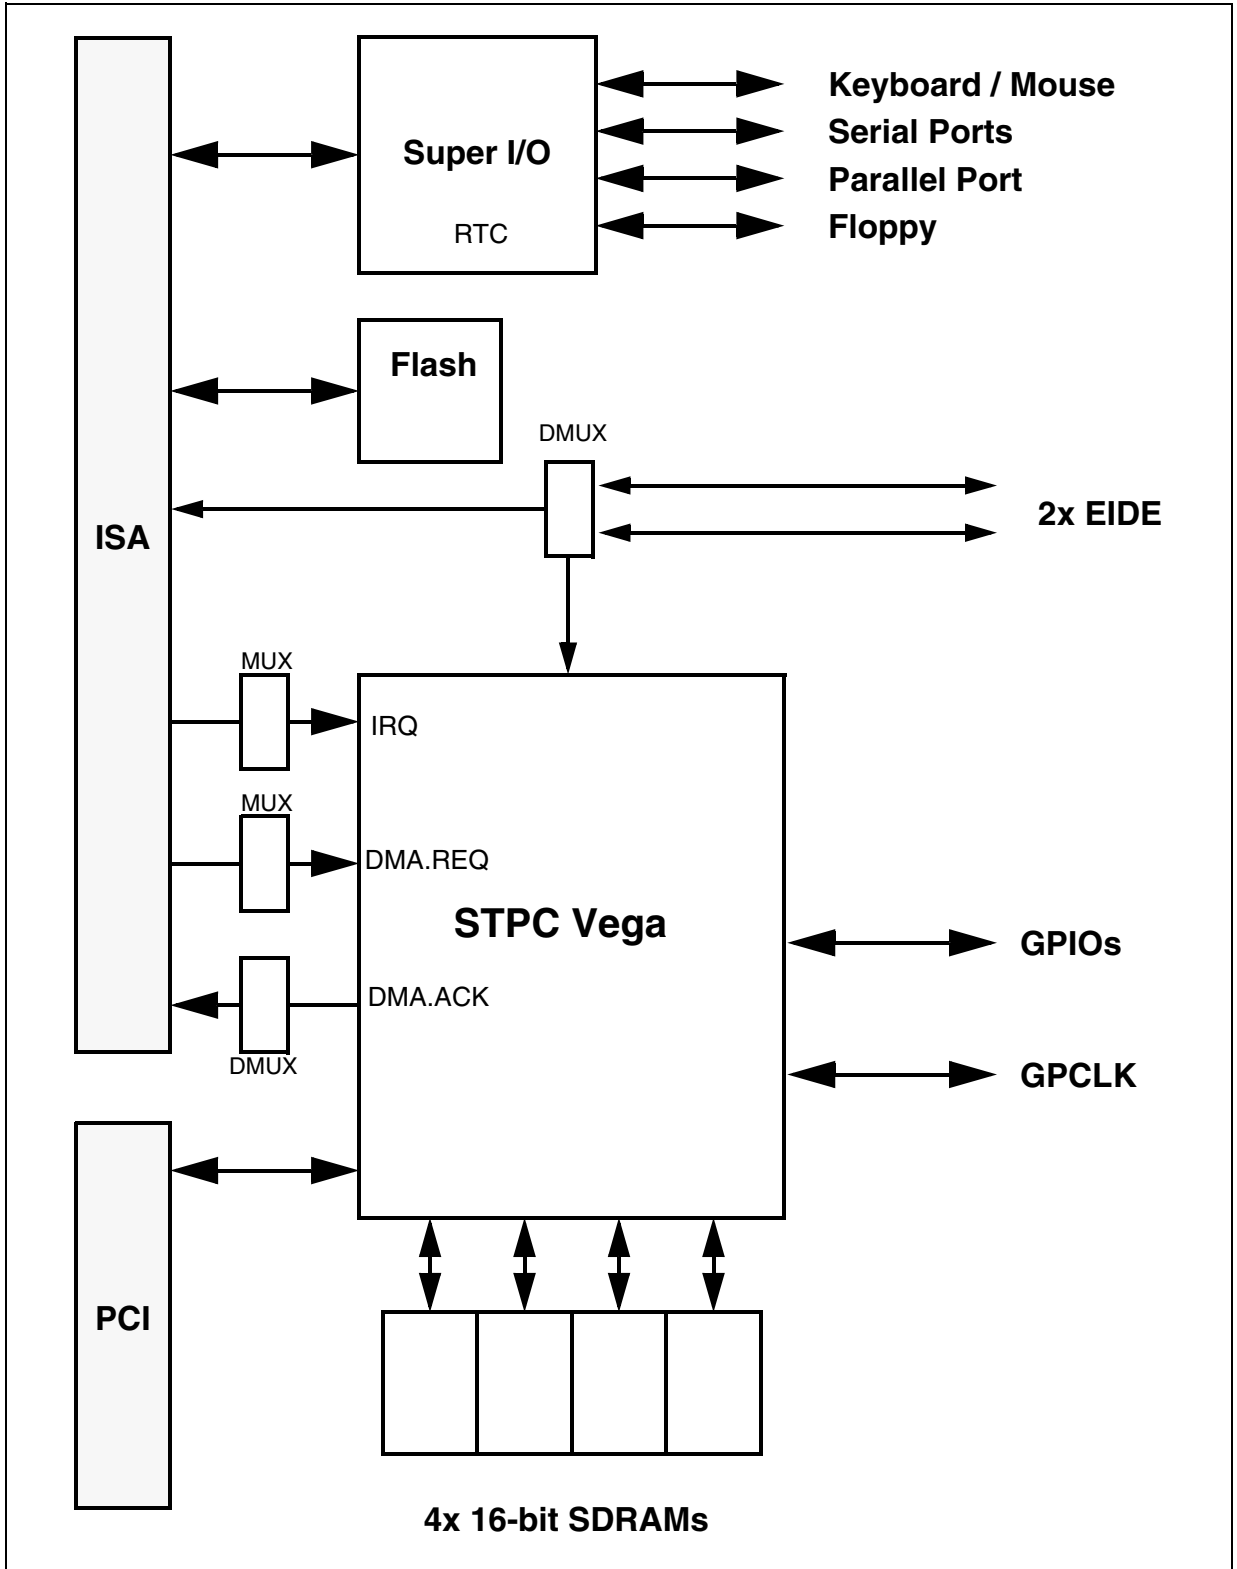 Keyboard / Mouse
Serial Ports
Super I/O
Parallel Port
RTC
Floppy
Flash
DMUX
2x EIDE
ISA
MUX
IRQ
MUX
DMA.REQ
STPC Vega
GPIOs
DMA.ACK
DMUX
GPCLK
PCI
4x 16-bit SDRAMs